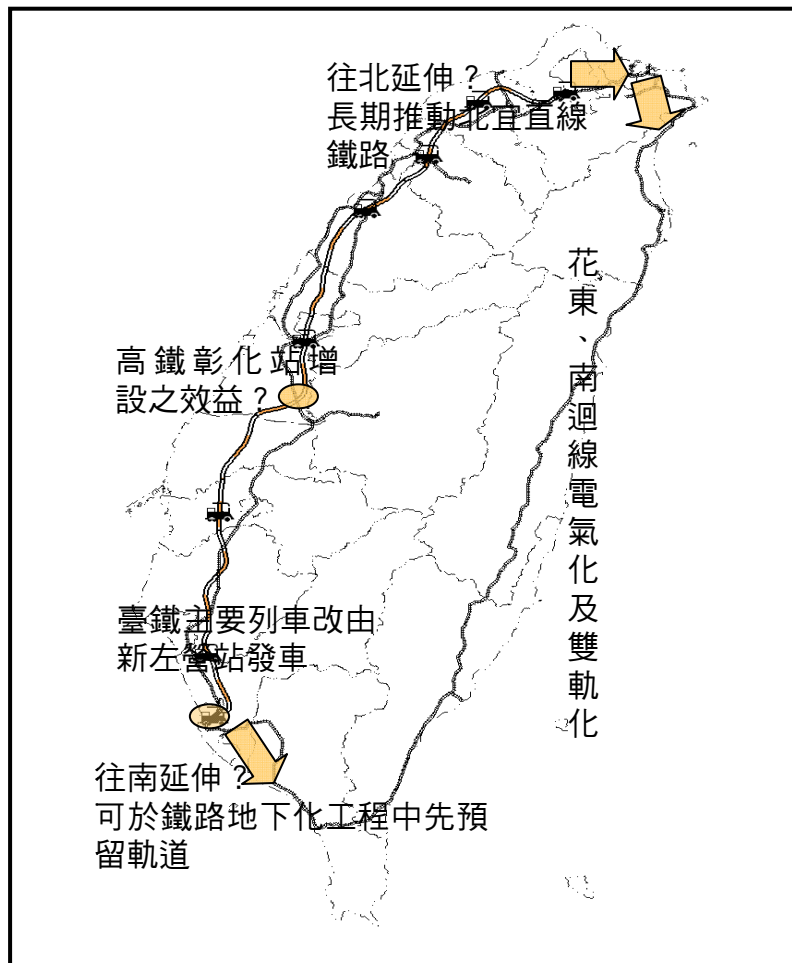 往北延伸？
長期推動北宜直線
鐵路
花東、南迴線電氣化及雙軌化
高鐵彰化站增
設之效益？
臺鐵主要列車改由
新左營站發車
往南延伸？
可於鐵路地下化工程中先預
留軌道